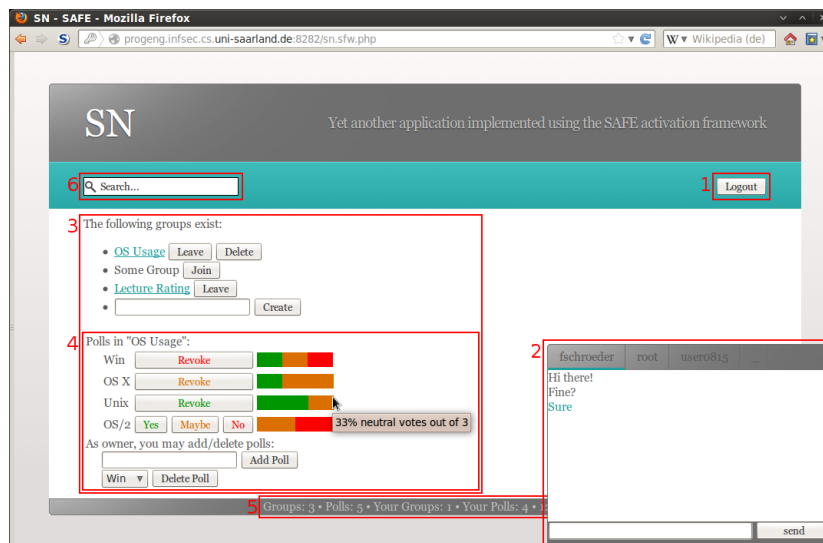 SN - SAFE - Mozilla Firefox
progeng.infsec.cs.uni-saarland.de:8282/sn.sfw.php
W Wikipedia (de)
SN
Yet another application implemented using the SAFE activation framework
6 Search...
1 Logout
3 The following groups exist:
• OS Usage Leave Delete
• Some Group Join
• Lecture Rating Leave
• Create
4 Polls in "OS Usage":
Win Revoke
OS X Revoke
Unix Revoke
OS/2 Yes Maybe No
33% neutral votes out of 3
As owner, you may add/delete polls:
Add Poll
Win Delete Poll
5 Groups: 3 • Polls: 5 • Your Groups: 1 • Your Polls: 4 •
2 fschroeder root user0815 ...
Hi there!
Fine?
Sure
send